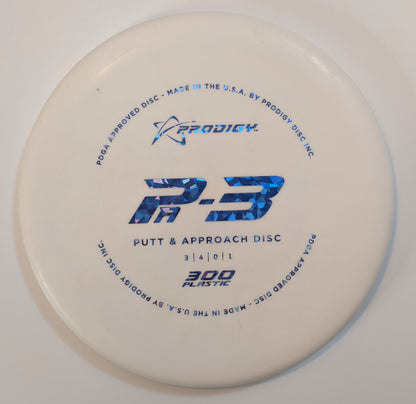 PDGA APPROVED DISC - MADE IN THE U.S.A. BY PRODIGY DISC INC.
PRODIGY
PA-3
PUTT & APPROACH DISC
3|4|0|1
300
PLASTIC
PDGA APPROVED DISC - MADE IN THE U.S.A. BY PRODIGY DISC INC.